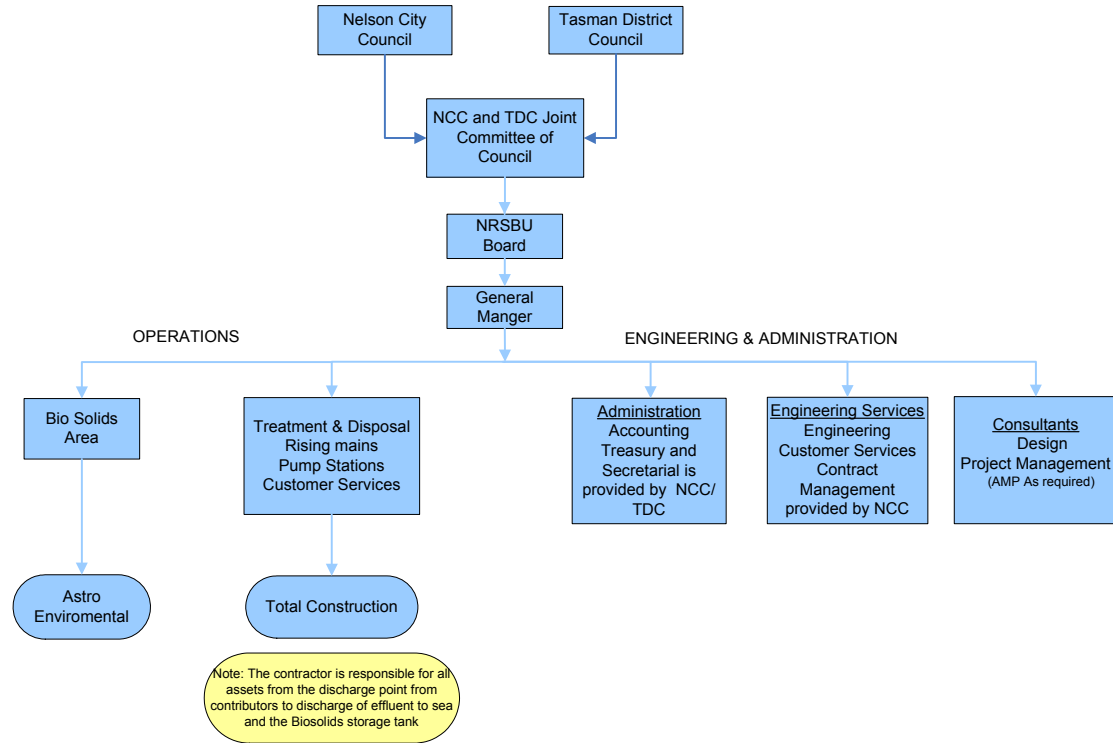 Nelson City
Council
Tasman District
Council
NCC and TDC Joint
Committee of
Council
NRSBU
Board
General
Manger
OPERATIONS
ENGINEERING & ADMINISTRATION
Bio Solids
Area
Treatment & Disposal
Rising mains
Pump Stations
Customer Services
Administration
Accounting
Treasury and
Secretarial is
provided by NCC/
TDC
Engineering Services
Engineering
Customer Services
Contract
Management
provided by NCC
Consultants
Design
Project Management
(AMP As required)
Astro
Enviromental
Total Construction
Note: The contractor is responsible for all
assets from the discharge point from
contributors to discharge of effluent to sea
and the Biosolids storage tank